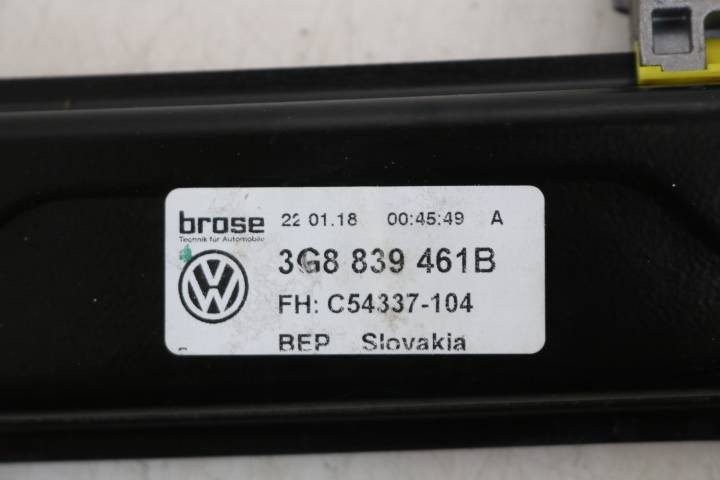 brose 22 01.18 00:45:49 A
Technik für Automobile
3G8 839 461B
FH: C54337-104
BEP Slovakia